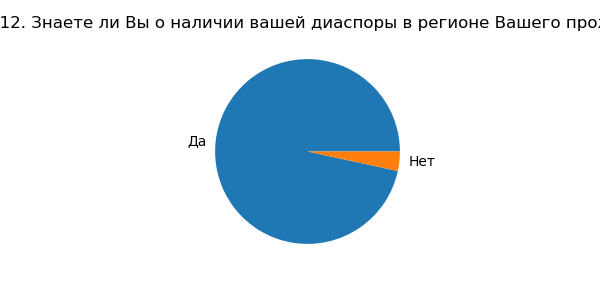 12. Знаете ли Вы о наличии вашей диаспоры в регионе Вашего
Да
Нет